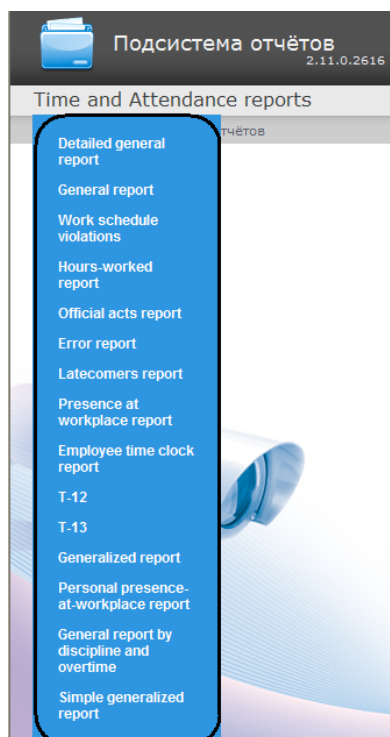 Подсистема отчётов
2.11.0.2616
Time and Attendance reports
тчётов
Detailed general
report
General report
Work schedule
violations
Hours-worked
report
Official acts report
Error report
Latecomers report
Presence at
workplace report
Employee time clock
report
T-12
T-13
Generalized report
Personal presence-
at-workplace report
General report by
discipline and
overtime
Simple generalized
report